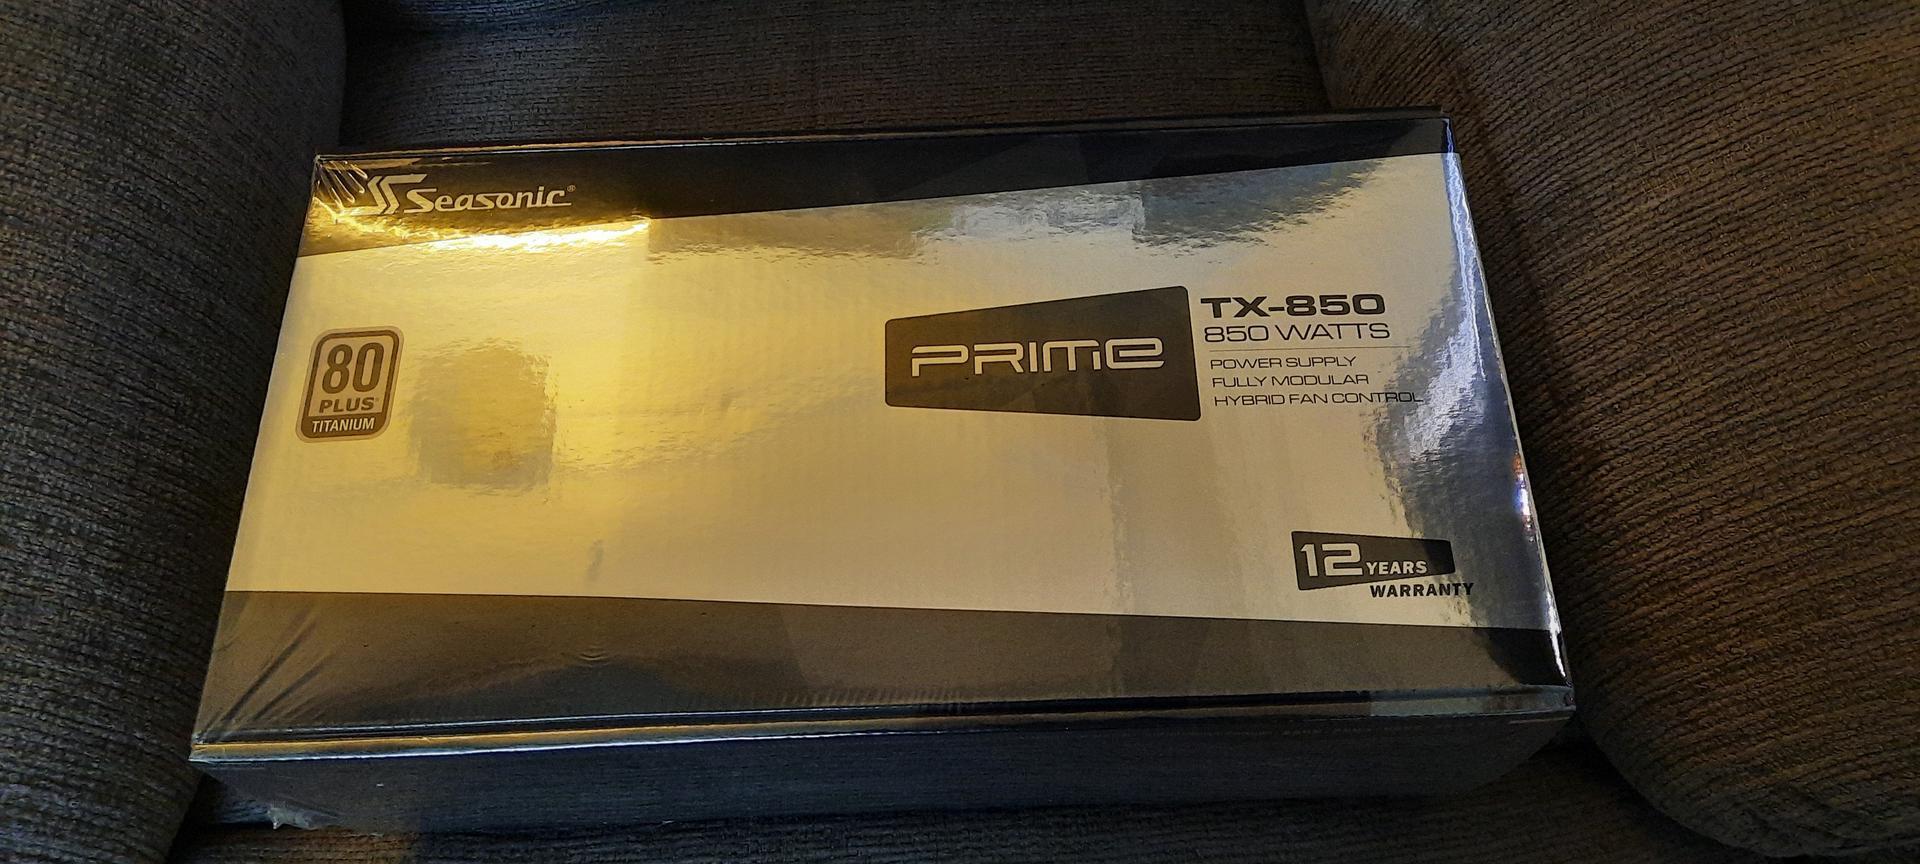 Seasonic®
80
PLUS
TITANIUM
PRIME
TX-850
850 WATTS
POWER SUPPLY
FULLY MODULAR
HYBRID FAN CONTROL
12 YEARS
WARRANTY